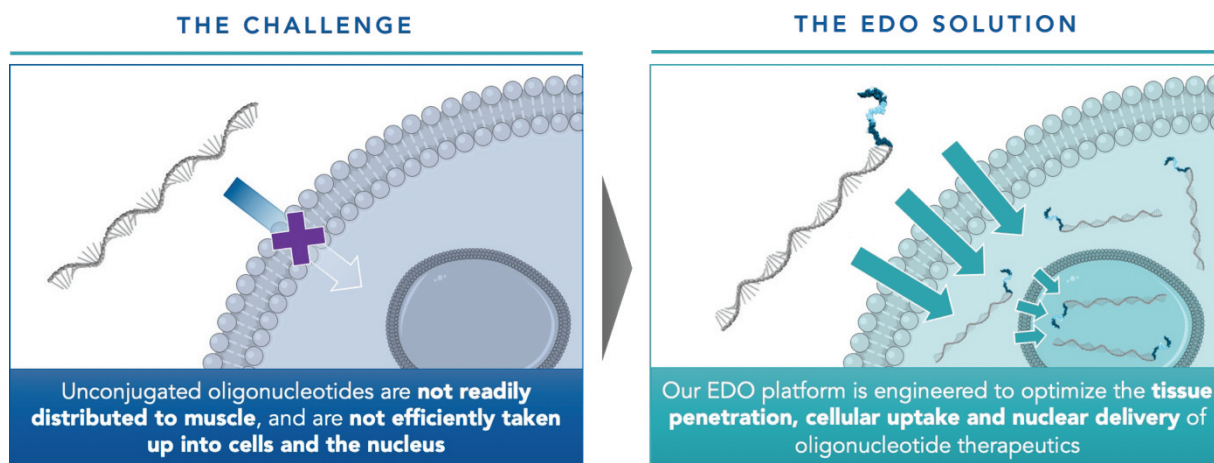 THE CHALLENGE
Unconjugated oligonucleotides are not readily
distributed to muscle, and are not efficiently taken
up into cells and the nucleus
THE EDO SOLUTION
Our EDO platform is engineered to optimize the tissue
penetration, cellular uptake and nuclear delivery of
oligonucleotide therapeutics